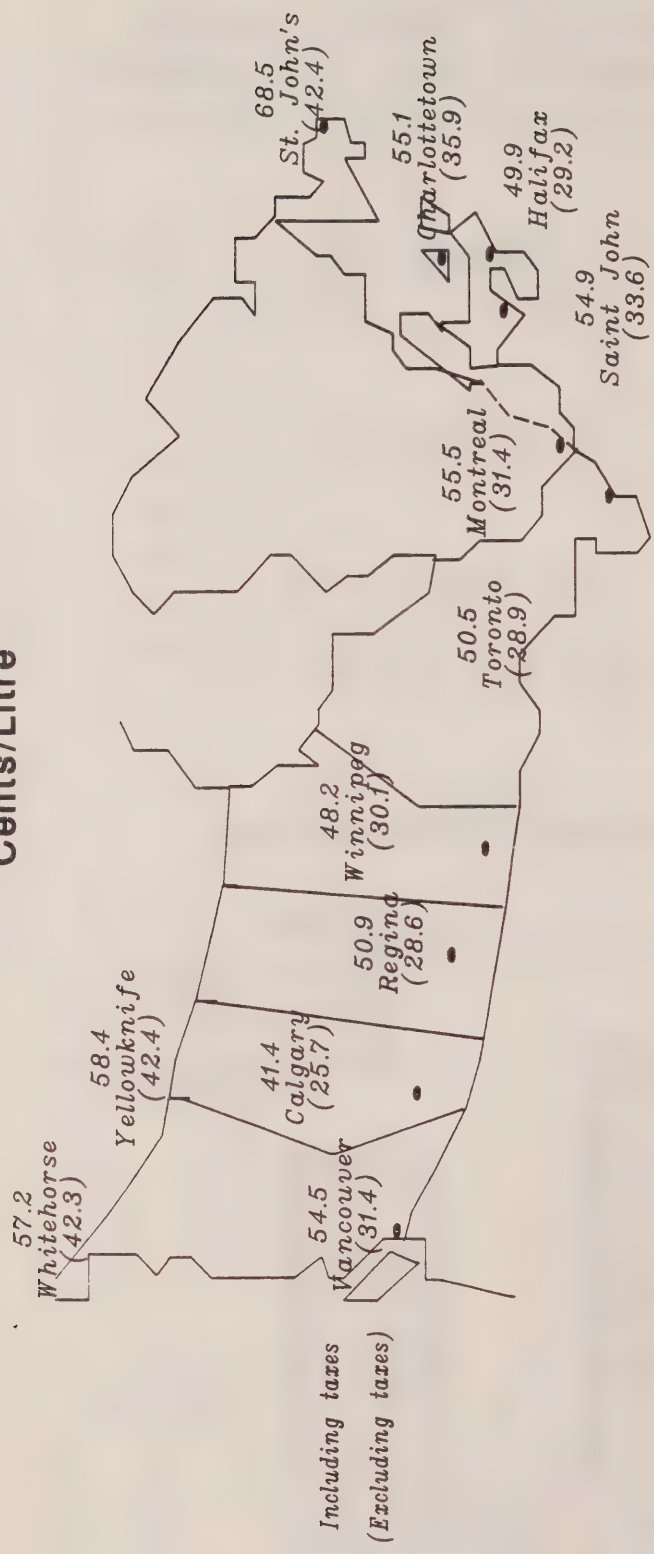 Cents/Litre
57.2
Whitehorse
(42.3)
58.4
Yellowknife
(42.4)
68.5
St. John's
(42.4)
55.1
Charlottetown
(35.9)
49.9
Halifax
(29.2)
54.9
Saint John
(33.6)
55.5
Montreal
(31.4)
50.5
Toronto
(28.9)
48.2
Winnipeg
(30.1)
50.9
Regina
(28.6)
41.4
Calgary
(25.7)
54.5
Vancouver
(31.4)
Including taxes
(Excluding taxes)